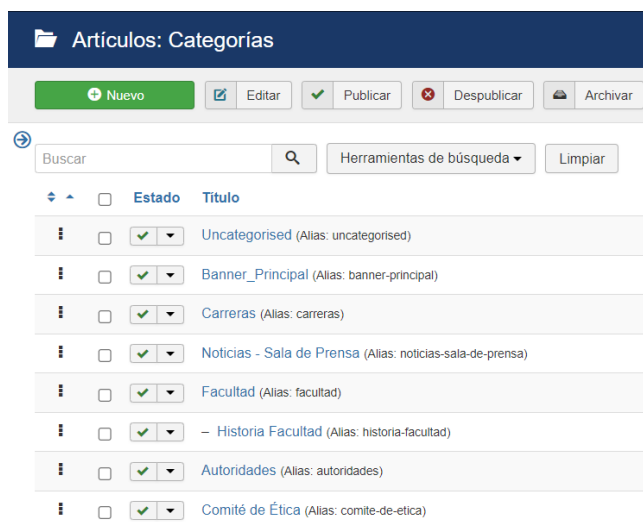 Artículos: Categorías
Nuevo Editar Publicar Despublicar Archivar
Buscar Herramientas de búsqueda Limpiar
Estado Título
Uncategorised (Alias: uncategorised)
Banner_Principal (Alias: banner-principal)
Carreras (Alias: carreras)
Noticias - Sala de Prensa (Alias: noticias-sala-de-prensa)
Facultad (Alias: facultad)
– Historia Facultad (Alias: historia-facultad)
Autoridades (Alias: autoridades)
Comité de Ética (Alias: comite-de-etica)